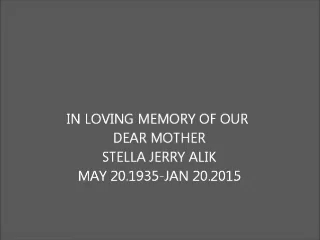 IN LOVING MEMORY OF OUR
DEAR MOTHER
STELLA JERRY ALIK
MAY 20.1935-JAN 20.2015